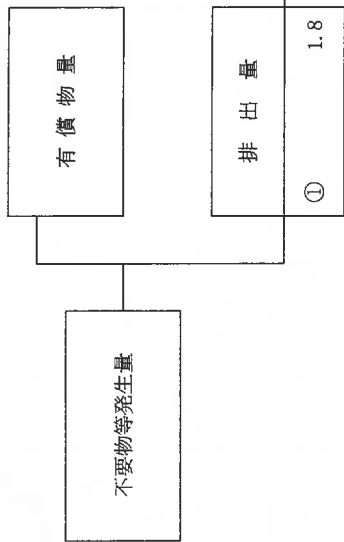 不要物等発生量
有償物量
排出量
① 1.8